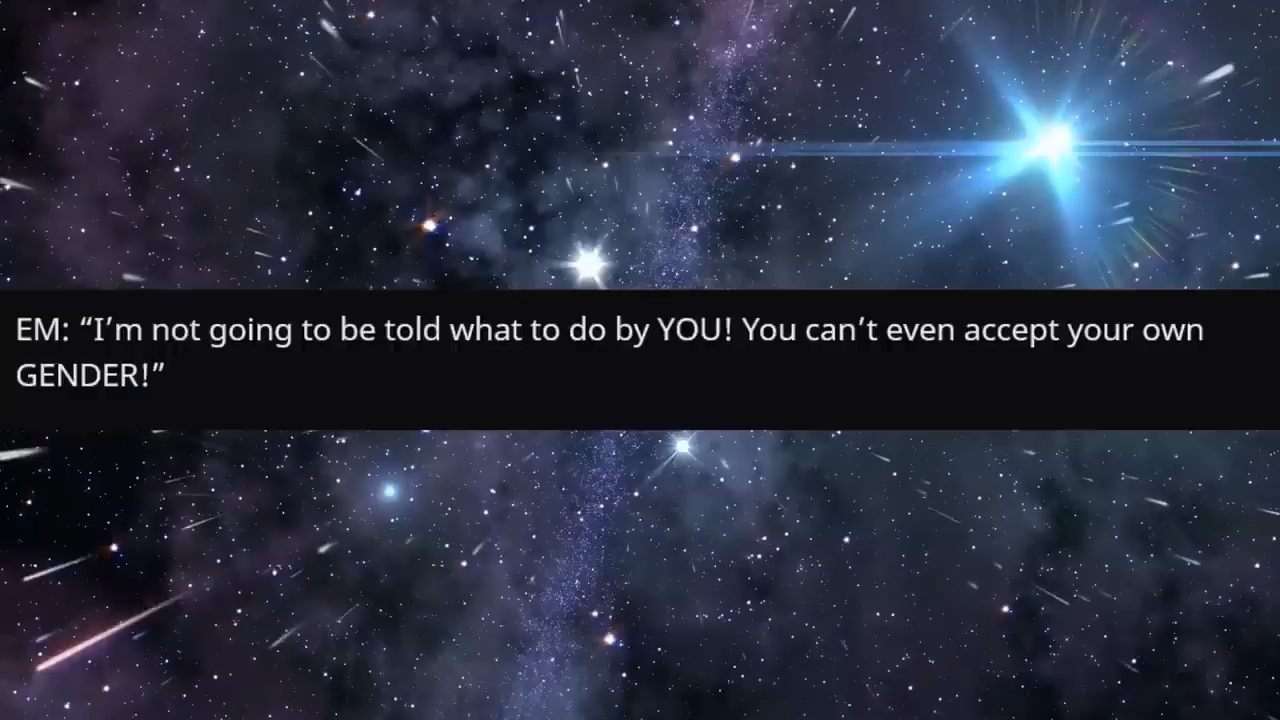 EM: “I’m not going to be told what to do by YOU! You can’t even accept your own
GENDER!”